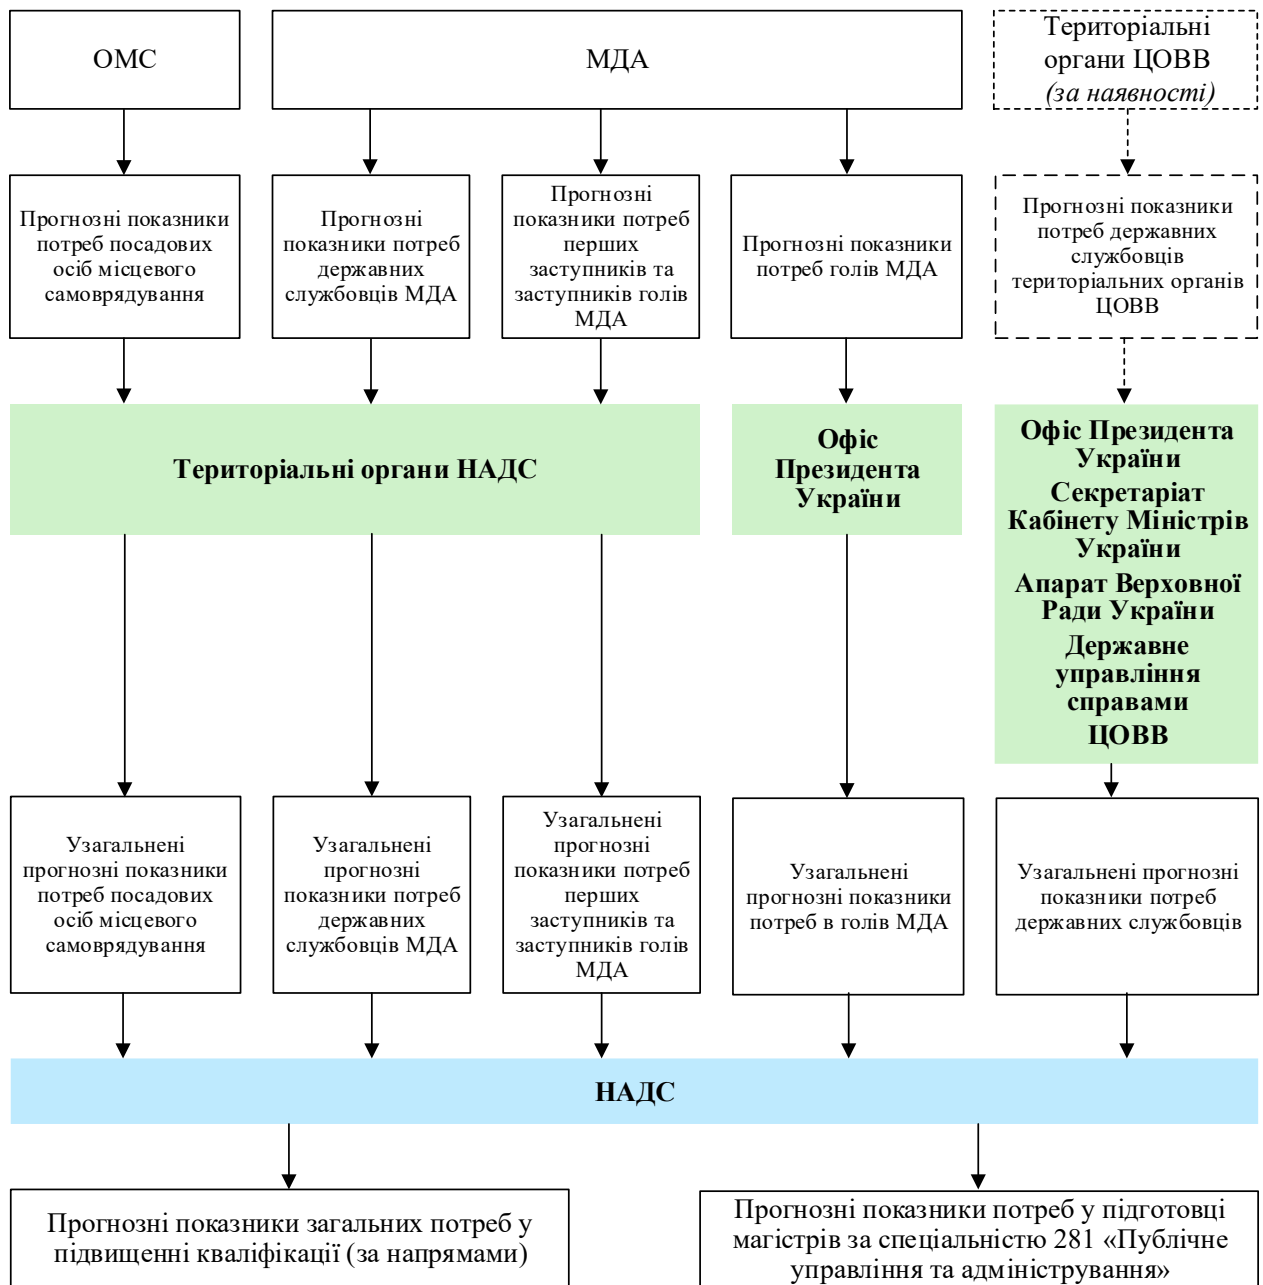 ОМС
МДА
Територіальні
органи ЦОВВ
(за наявності)
Прогнозні показники
потреб посадових
осіб місцевого
самоврядування
Прогнозні
показники потреб
державних
службовців МДА
Прогнозні
показники потреб
перших
заступників та
заступників голів
МДА
Прогнозні показники
потреб голів МДА
Прогнозні показники
потреб державних
службовців
територіальних органів
ЦОВВ
Територіальні органи НАДС
Офіс
Президента
України
Офіс Президента
України
Секретаріат
Кабінету Міністрів
України
Апарат Верховної
Ради України
Державне
управління
справами
ЦОВВ
Узагальнені
прогнозні показники
потреб посадових
осіб місцевого
самоврядування
Узагальнені
прогнозні
показники потреб
державних
службовців МДА
Узагальнені
прогнозні
показники потреб
перших
заступників та
заступників голів
МДА
Узагальнені
прогнозні показники
потреб в голів МДА
Узагальнені прогнозні
показники потреб
державних службовців
НАДС
Прогнозні показники загальних потреб у
підвищенні кваліфікації (за напрямами)
Прогнозні показники потреб у підготовці
магістрів за спеціальністю 281 «Публічне
управління та адміністрування»